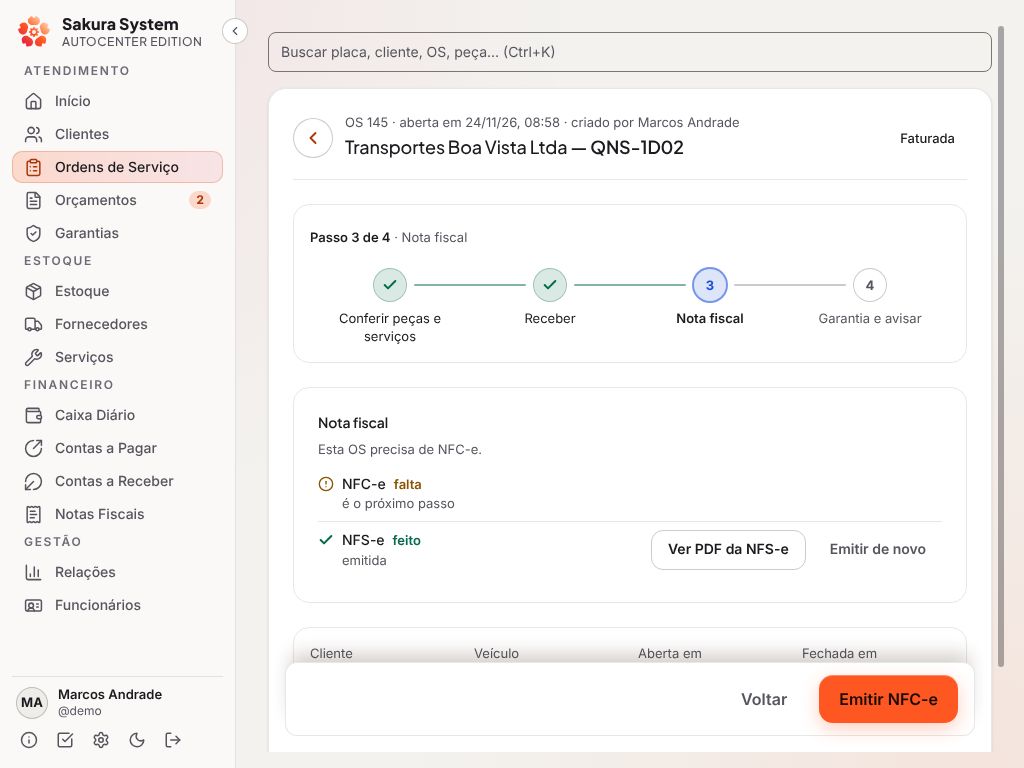 Sakura System
AUTOCENTER EDITION
ATENDIMENTO
Início
Clientes
Ordens de Serviço
Orçamentos
2
Garantias
ESTOQUE
Estoque
Fornecedores
Serviços
FINANCEIRO
Caixa Diário
Contas a Pagar
Contas a Receber
Notas Fiscais
GESTÃO
Relações
Funcionários
MA
Marcos Andrade
@demo
Buscar placa, cliente, OS, peça... (Ctrl+K)
OS 145 · aberta em 24/11/26, 08:58 · criado por Marcos Andrade
Transportes Boa Vista Ltda — QNS-1D02
Faturada
Passo 3 de 4 · Nota fiscal
3
4
Conferir peças e
serviços
Receber
Nota fiscal
Garantia e avisar
Nota fiscal
Esta OS precisa de NFC-e.
NFC-e falta
é o próximo passo
NFS-e feito
emitida
Ver PDF da NFS-e
Emitir de novo
Cliente
Veículo
Aberta em
Fechada em
Voltar
Emitir NFC-e